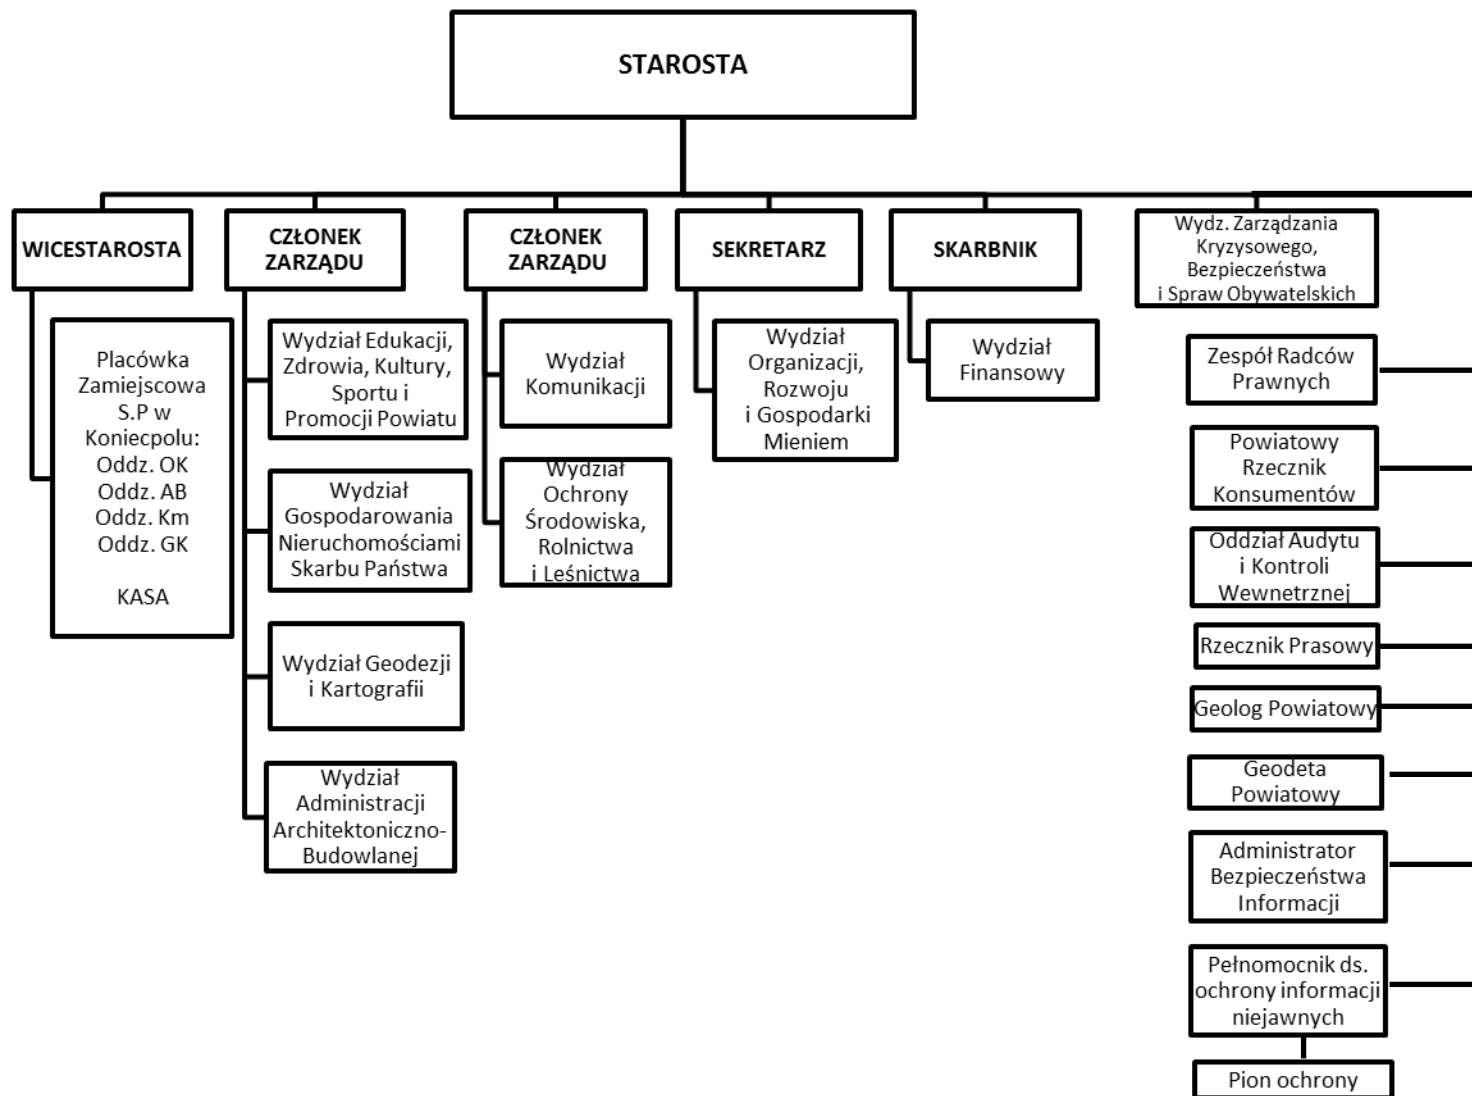 STAROSTA
WICESTAROSTA
CZŁONEK
ZARZĄDU
CZŁONEK
ZARZĄDU
SEKRETARZ
SKARBNIK
Wydz. Zarządzania
Kryzysowego,
Bezpieczeństwa
i Spraw Obywatelskich
Placówka
Zamiejscowa
S.P w
Koniecpolu:
Oddz. OK
Oddz. AB
Oddz. Km
Oddz. GK
KASA
Wydział Edukacji,
Zdrowia, Kultury,
Sportu i
Promocji Powiatu
Wydział
Gospodarowania
Nieruchomościami
Skarbu Państwa
Wydział Geodezji
i Kartografii
Wydział
Administracji
Architektoniczno-
Budowlanej
Wydział
Komunikacji
Wydział
Ochrony
Środowiska,
Rolnictwa
i Leśnictwa
Wydział
Organizacji,
Rozwoju
i Gospodarki
Mieniem
Wydział
Finansowy
Zespół Radców
Prawnych
Powiatowy
Rzecznik
Konsumentów
Oddział Audytu
i Kontroli
Wewnetrznej
Rzecznik Prasowy
Geolog Powiatowy
Geodeta
Powiatowy
Administrator
Bezpieczeństwa
Informacji
Pełnomocnik ds.
ochrony informacji
niejawnych
Pion ochrony